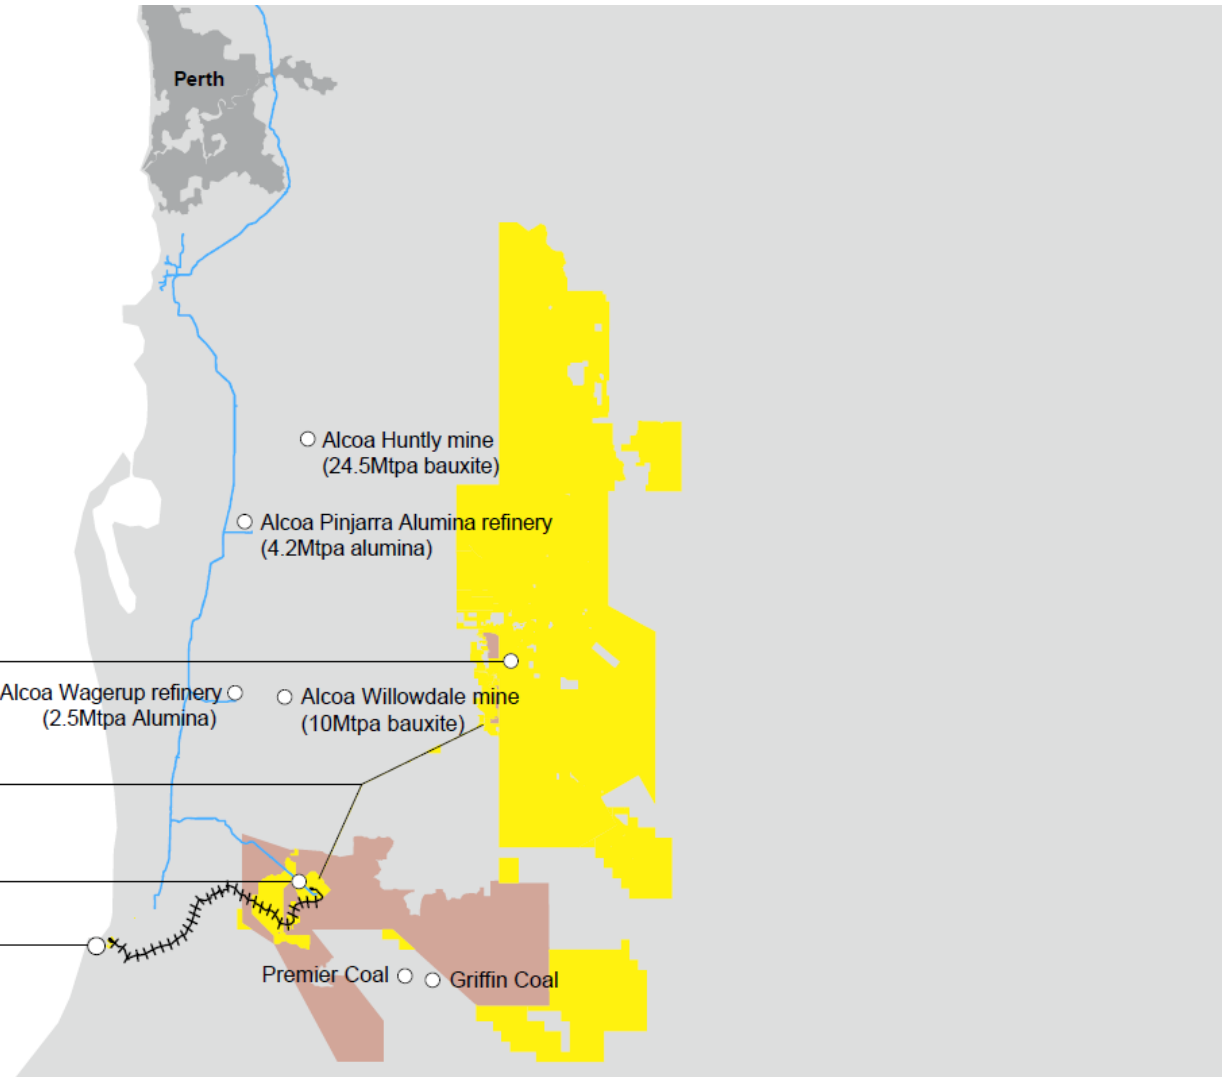 Perth
Alcoa Huntly mine
(24.5Mtpa bauxite)
Alcoa Pinjarra Alumina refinery
(4.2Mtpa alumina)
Alcoa Wagerup refinery
(2.5Mtpa Alumina)
Alcoa Willowdale mine
(10Mtpa bauxite)
Premier Coal
Griffin Coal